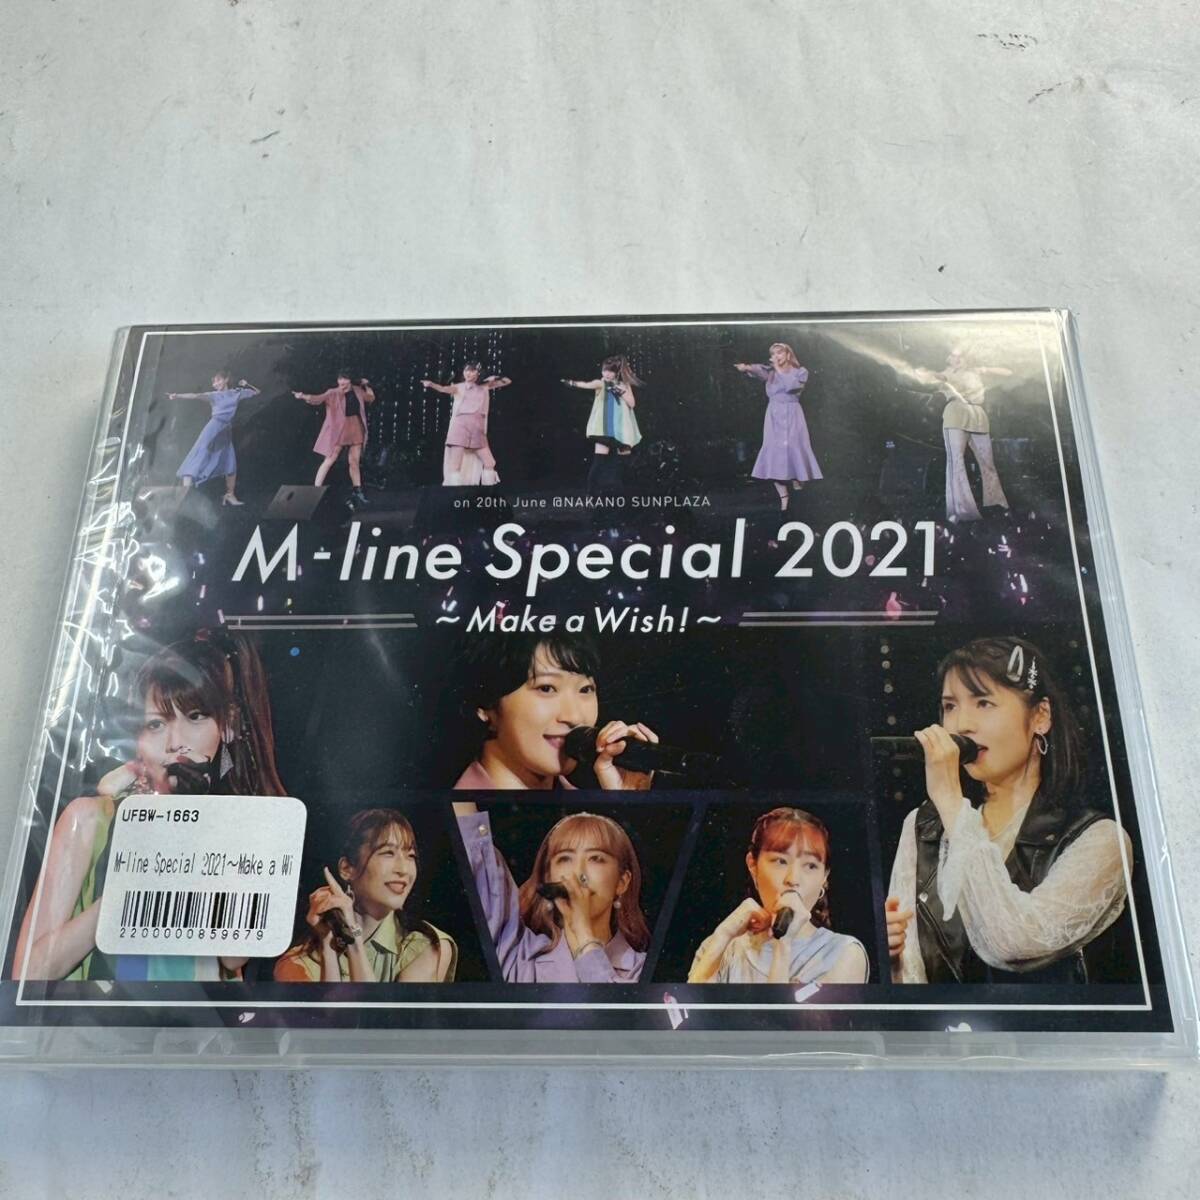 on 20th June @NAKANO SUNPLAZA
M-line Special 2021
~Make a Wish!~
UFBW-1663
M-line Special 2021～Make a Wi
2200000859679